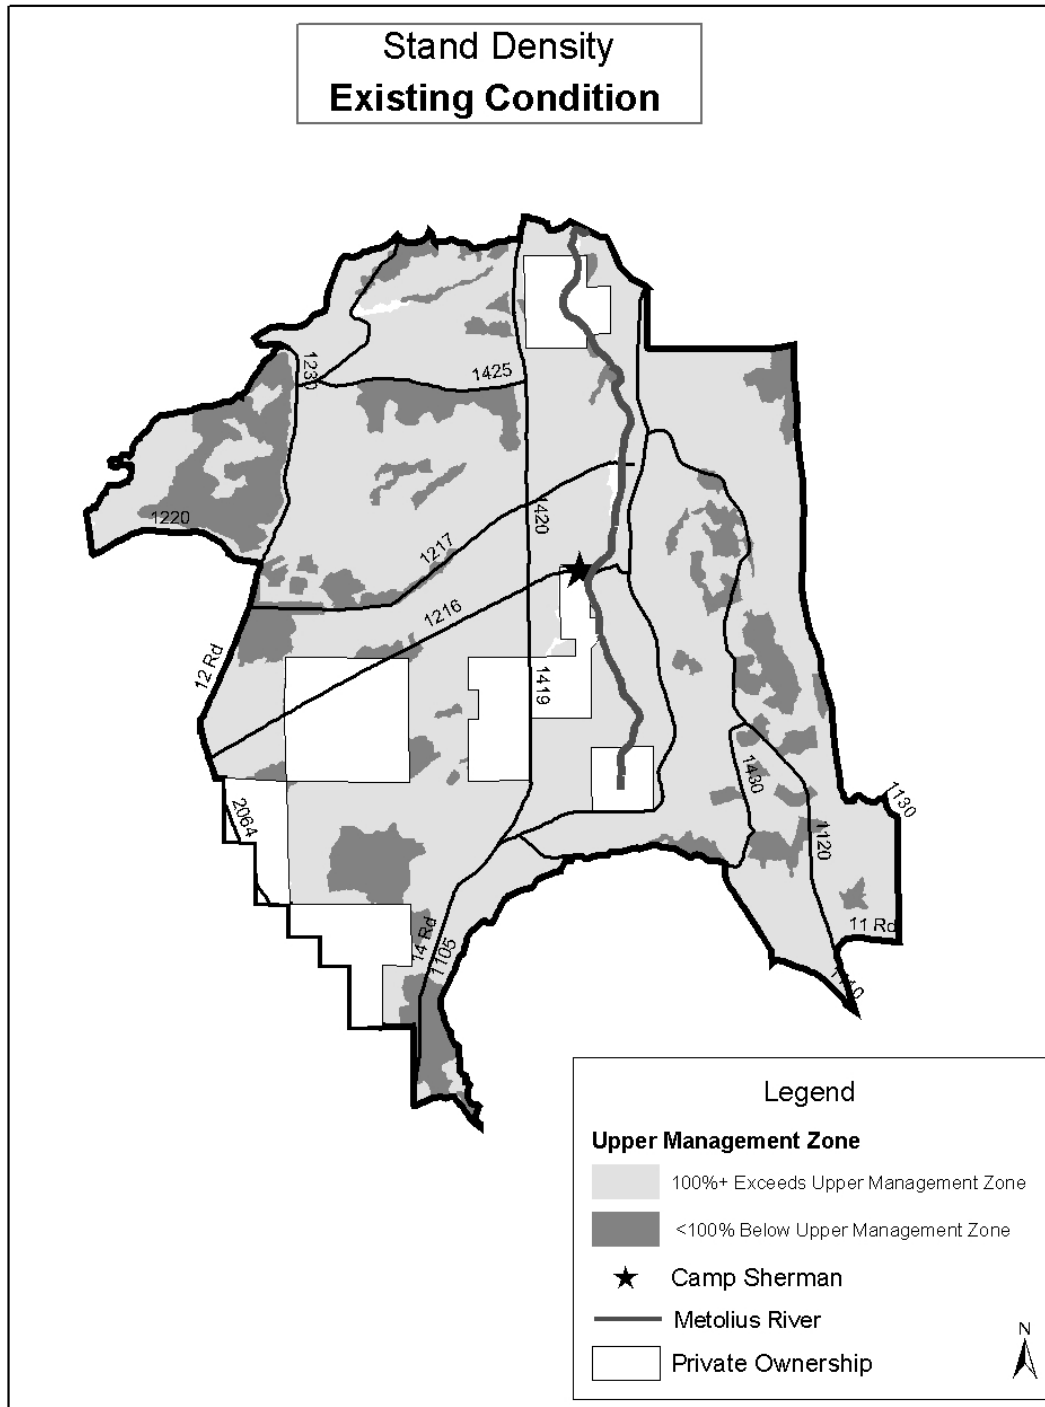 Stand Density
Existing Condition
1230
1425
1220
1420
1217
1216
12 Rd
1419
2064
1430
1130
1120
14 Rd
1105
11 Rd
1110
Legend
Upper Management Zone
100%+ Exceeds Upper Management Zone
<100% Below Upper Management Zone
Camp Sherman
Metolius River
Private Ownership
N